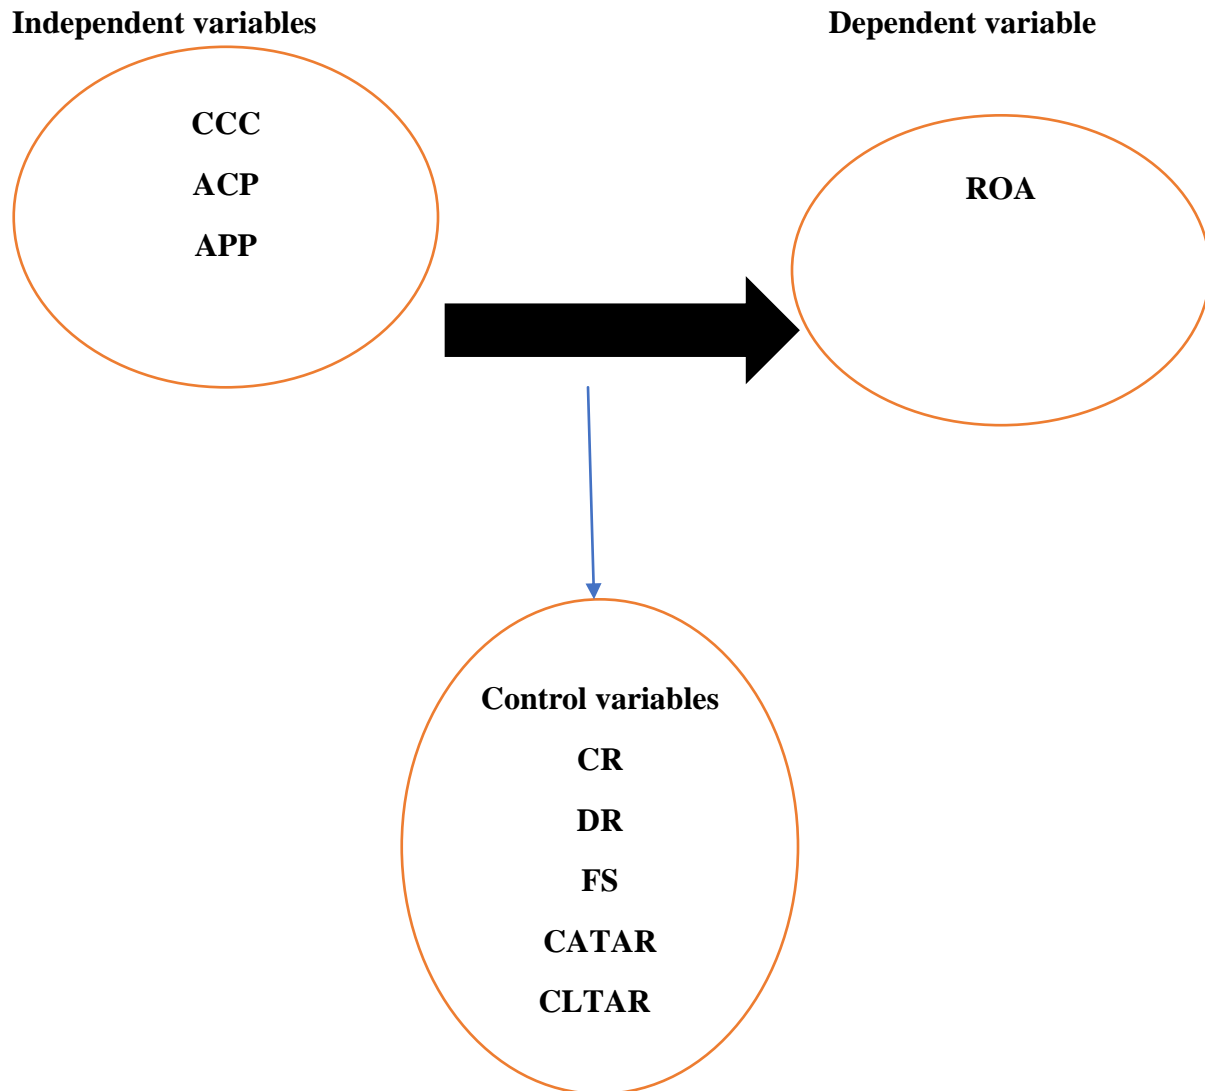 Independent variables
Dependent variable
CCC
ACP
APP
ROA
Control variables
CR
DR
FS
CATAR
CLTAR